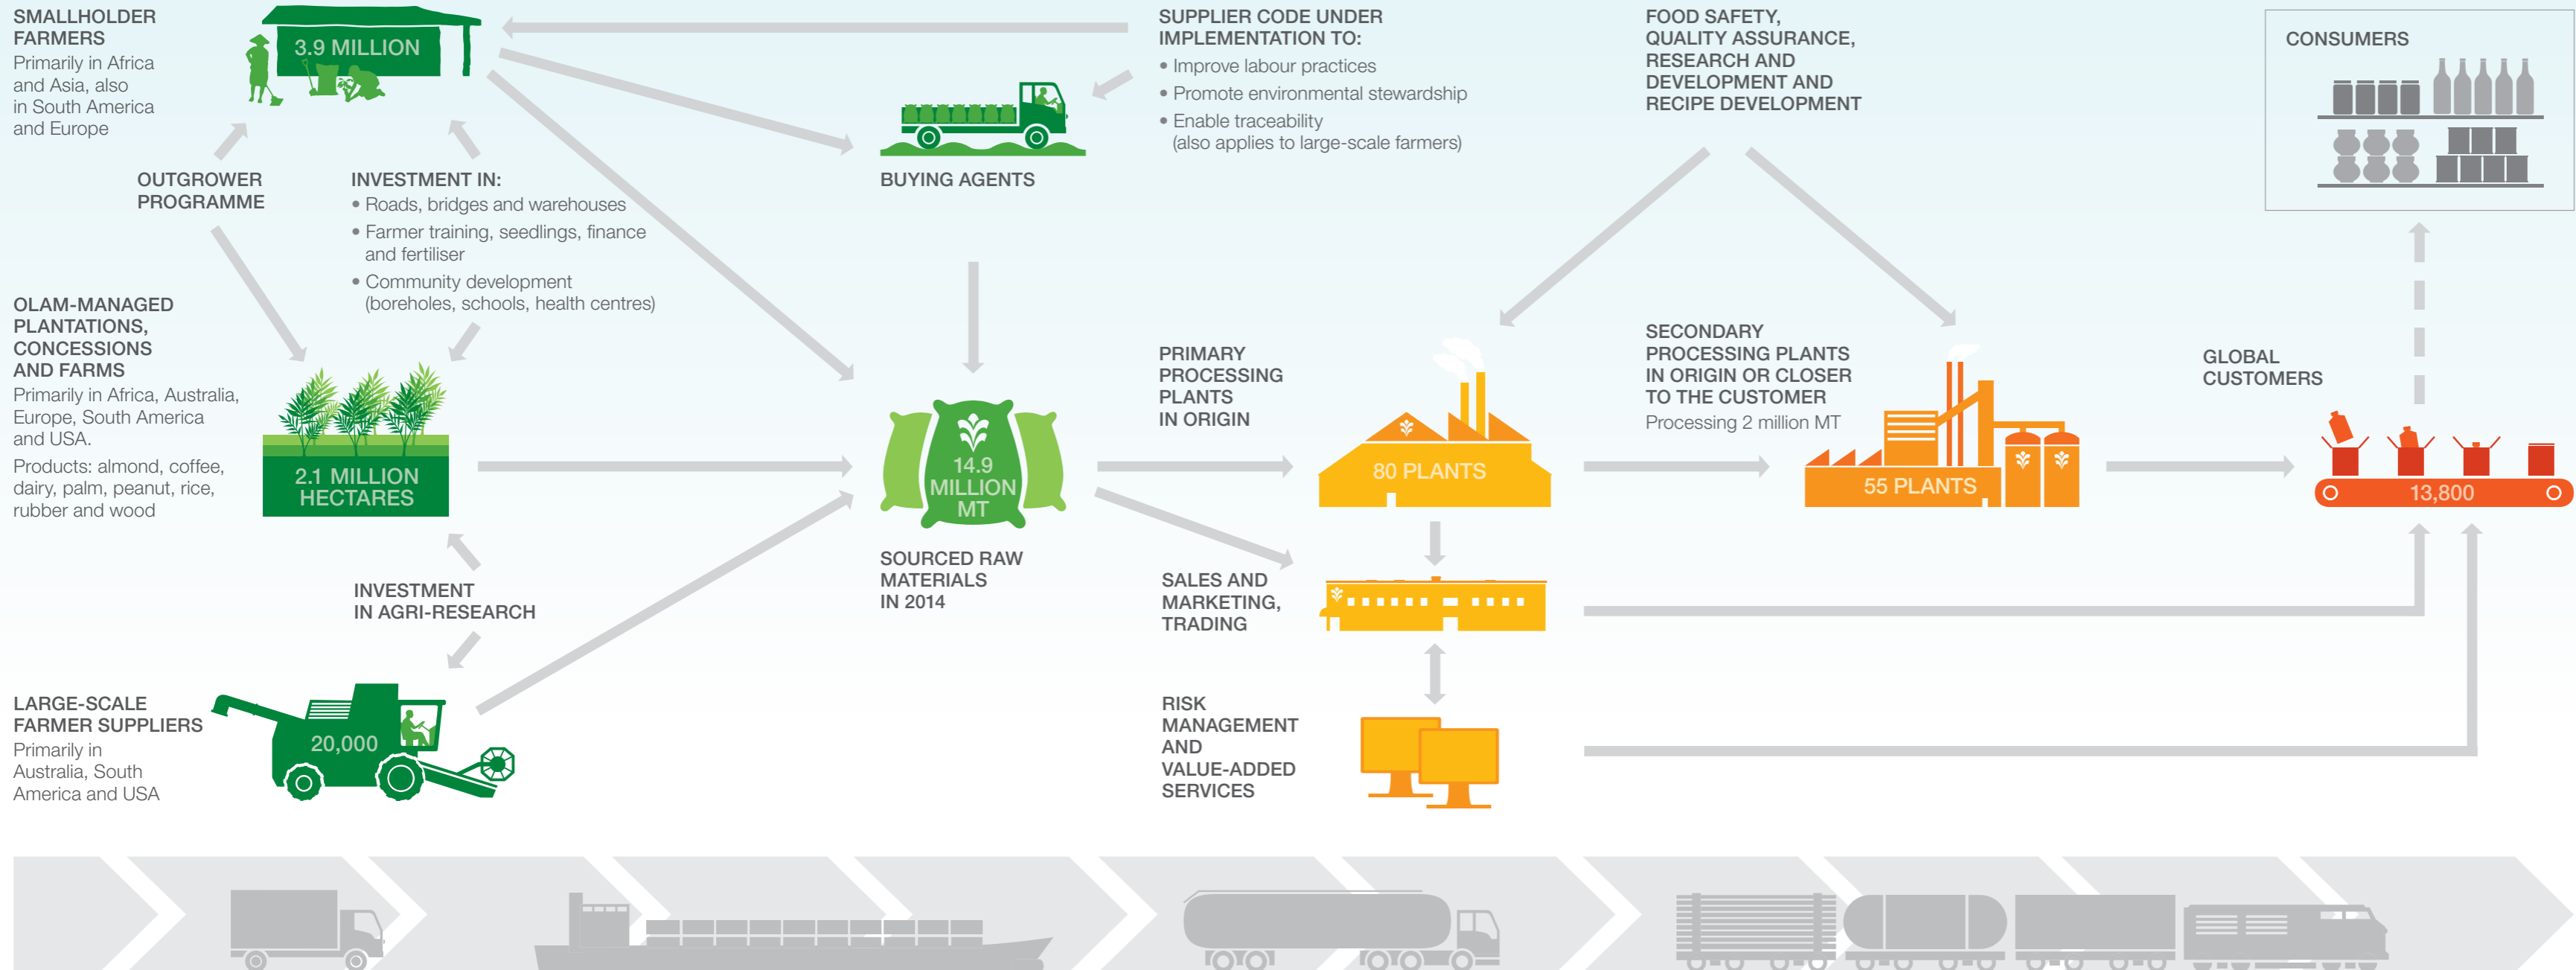 SMALLHOLDER
FARMERS
Primarily in Africa
and Asia, also
in South America
and Europe
3.9 MILLION
OUTGROWER
PROGRAMME
INVESTMENT IN:
• Roads, bridges and warehouses
• Farmer training, seedlings, finance
and fertiliser
• Community development
(boreholes, schools, health centres)
BUYING AGENTS
SUPPLIER CODE UNDER
IMPLEMENTATION TO:
• Improve labour practices
• Promote environmental stewardship
• Enable traceability
(also applies to large-scale farmers)
FOOD SAFETY,
QUALITY ASSURANCE,
RESEARCH AND
DEVELOPMENT AND
RECIPE DEVELOPMENT
CONSUMERS
OLAM-MANAGED
PLANTATIONS,
CONCESSIONS
AND FARMS
Primarily in Africa, Australia,
Europe, South America
and USA.
Products: almond, coffee,
dairy, palm, peanut, rice,
rubber and wood
2.1 MILLION
HECTARES
14.9
MILLION
MT
SOURCED RAW
MATERIALS
IN 2014
PRIMARY
PROCESSING
PLANTS
IN ORIGIN
80 PLANTS
SECONDARY
PROCESSING PLANTS
IN ORIGIN OR CLOSER
TO THE CUSTOMER
Processing 2 million MT
55 PLANTS
GLOBAL
CUSTOMERS
13,800
INVESTMENT
IN AGRI-RESEARCH
SALES AND
MARKETING,
TRADING
LARGE-SCALE
FARMER SUPPLIERS
Primarily in
Australia, South
America and USA
20,000
RISK
MANAGEMENT
AND
VALUE-ADDED
SERVICES